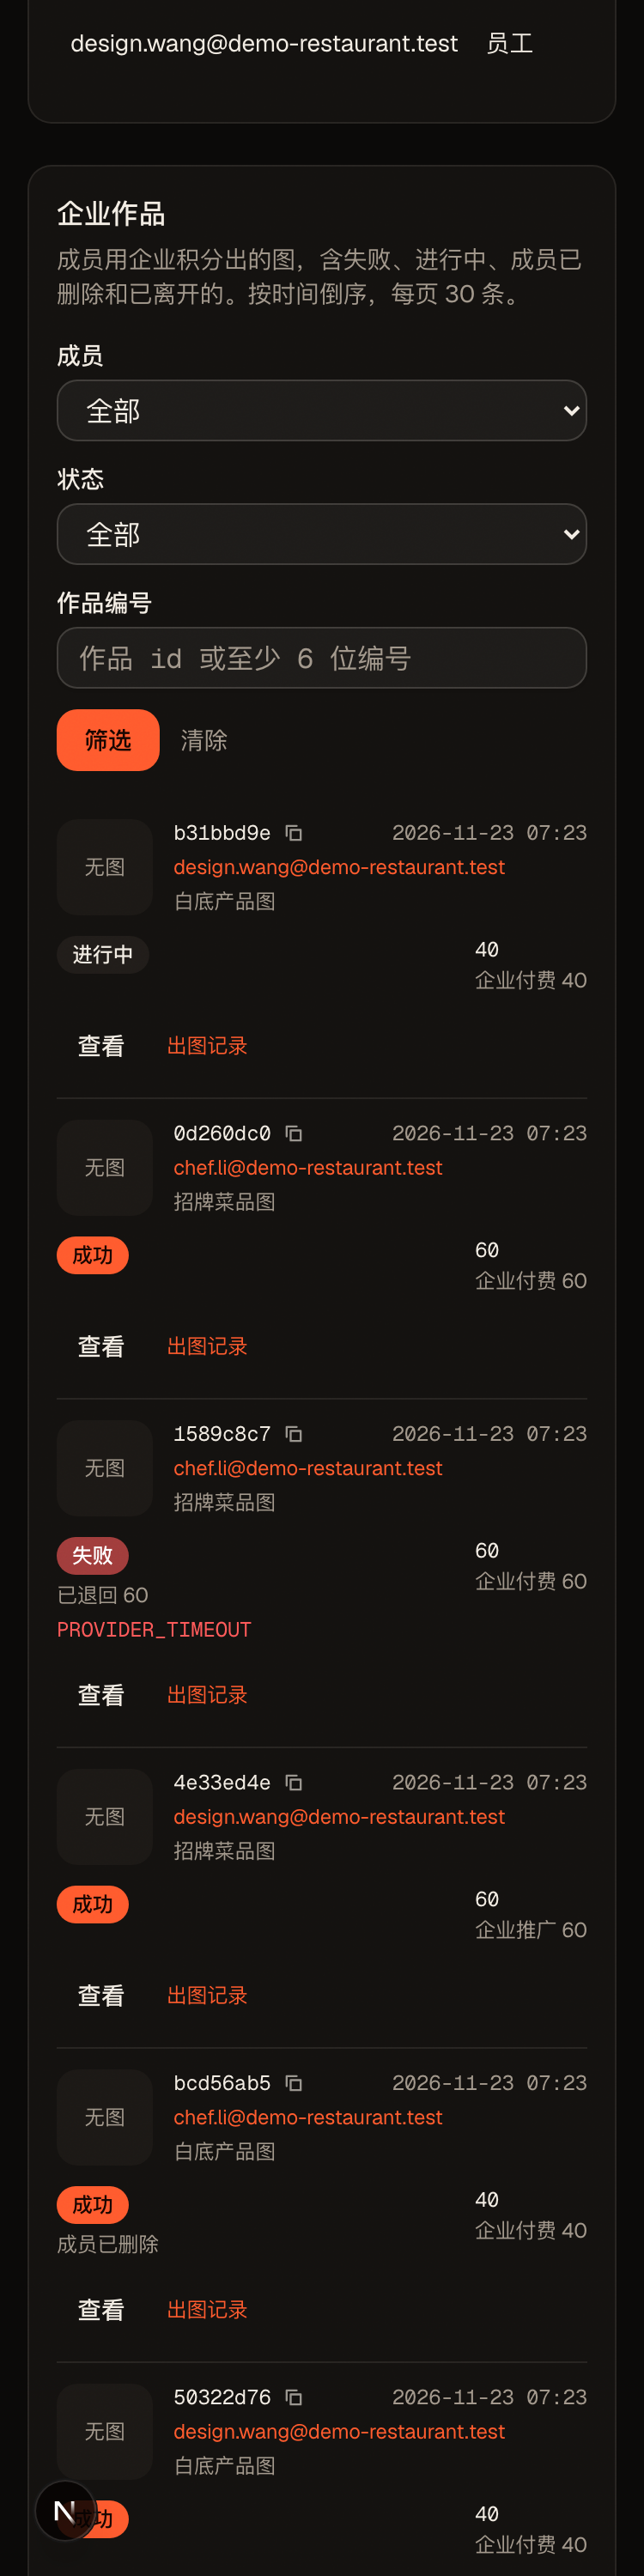 design.wang@demo-restaurant.test 员工
企业作品
成员用企业积分出的图，含失败、进行中、成员已
删除和已离开的。按时间倒序，每页 30 条。
成员
全部
状态
全部
作品编号
作品 id 或至少 6 位编号
筛选 清除
无图
b31bbd9e 2026-11-23 07:23
design.wang@demo-restaurant.test
白底产品图
进行中
40
企业付费 40
查看 出图记录
无图
0d260dc0 2026-11-23 07:23
chef.li@demo-restaurant.test
招牌菜品图
成功
60
企业付费 60
查看 出图记录
无图
1589c8c7 2026-11-23 07:23
chef.li@demo-restaurant.test
招牌菜品图
失败
已退回 60
PROVIDER_TIMEOUT
60
企业付费 60
查看 出图记录
无图
4e33ed4e 2026-11-23 07:23
design.wang@demo-restaurant.test
招牌菜品图
成功
60
企业推广 60
查看 出图记录
无图
bcd56ab5 2026-11-23 07:23
chef.li@demo-restaurant.test
白底产品图
成功
成员已删除
40
企业付费 40
查看 出图记录
无图
50322d76 2026-11-23 07:23
design.wang@demo-restaurant.test
白底产品图
N
成功
40
企业付费 40